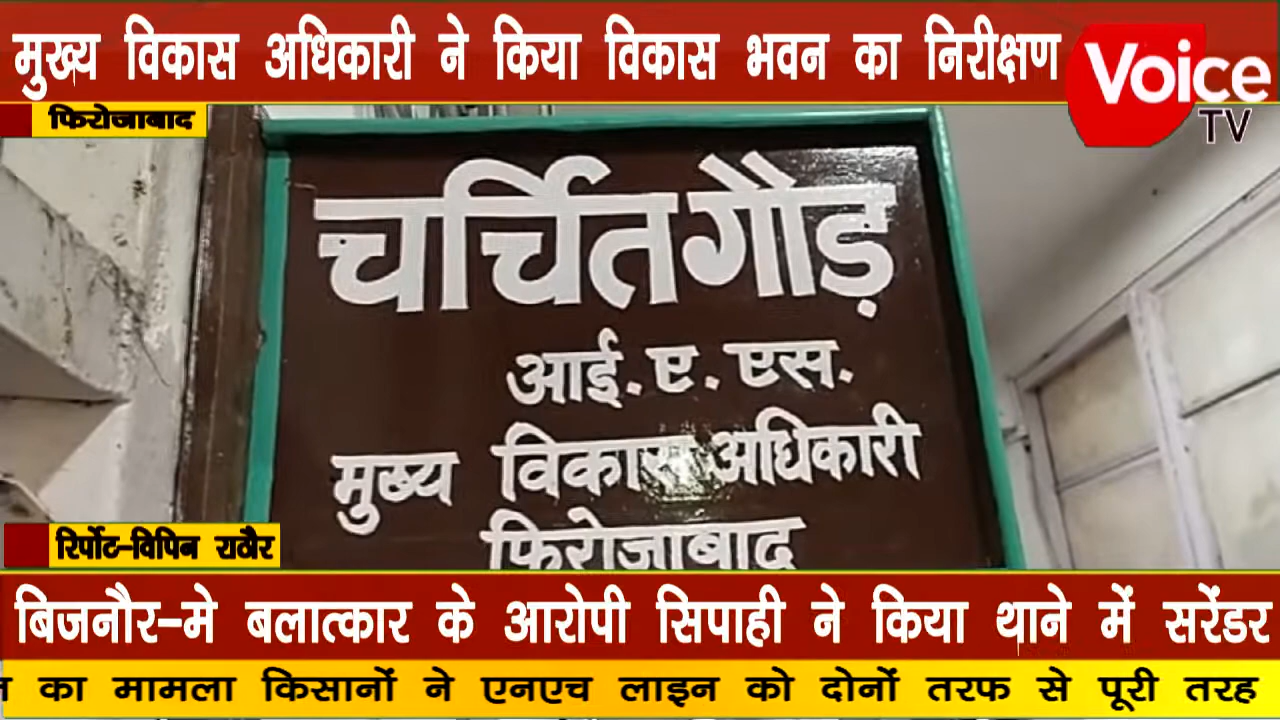 मुख्य विकास अधिकारी ने किया विकास भवन का निरीक्षण
Voice
TV
फिरोजाबाद
चर्चित गौड़
आई. ए. एस.
मुख्य विकास अधिकारी
फिरोजाबाद
रिर्पोट-विपिन राठौर
बिजनौर-मे बलात्कार के आरोपी सिपाही ने किया थाने में सरेंडर
का मामला किसानों ने एनएच लाइन को दोनों तरफ से पूरी तरह